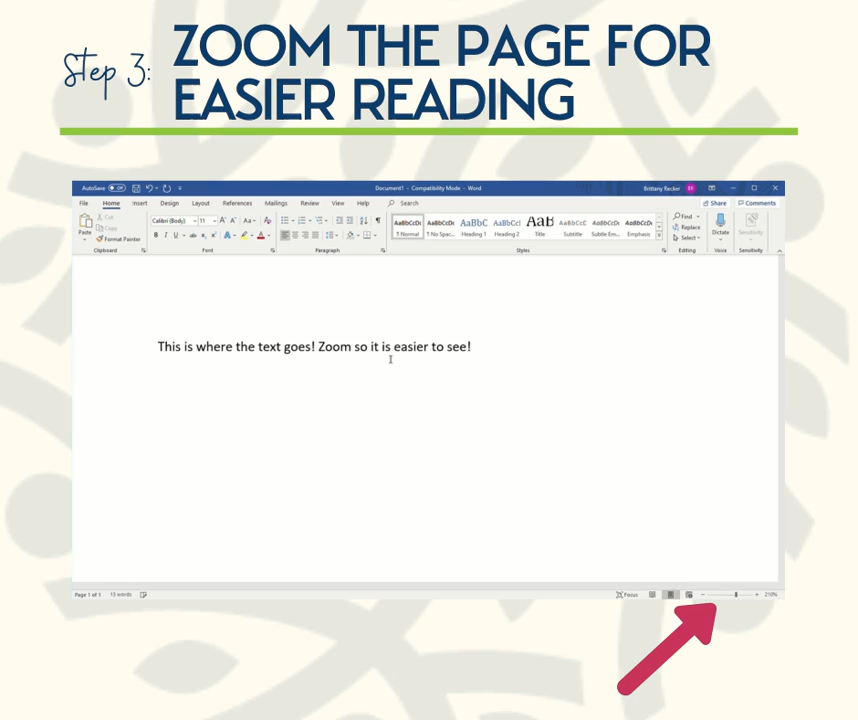 Step 3: ZOOM THE PAGE FOR
EASIER READING
AutoSave Off
Document1 - Compatibility Mode - Word
Brittany Recker
File Home Insert Design Layout References Mailings Review View Help Search
Share Comments
Paste
Cut
Copy
Format Painter
Calibri (Body) 11
AaBbCcDc AaBbCcDc AaBbC AaBbCcI AaB AaBbCcC AaBbCcDc AaBbCcDc
¶ Normal ¶ No Spac... Heading 1 Heading 2 Title Subtitle Subtle Em... Emphasis
Find
Replace
Select
Dictate
Sensitivity
Clipboard Font Paragraph Styles Editing Voice Sensitivity
This is where the text goes! Zoom so it is easier to see!
Page 1 of 1 13 words
Focus
210%